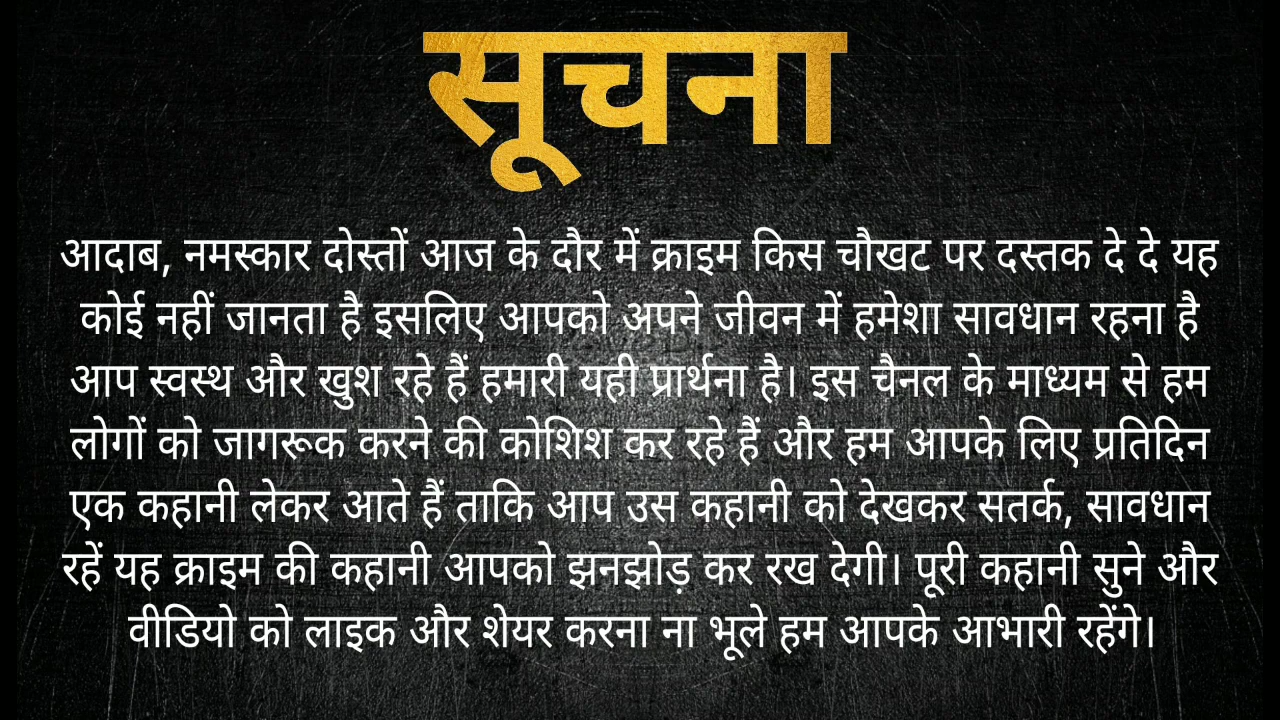 सूचना
आदाब, नमस्कार दोस्तों आज के दौर में क्राइम किस चौखट पर दस्तक दे दे यह
कोई नहीं जानता है इसलिए आपको अपने जीवन में हमेशा सावधान रहना है
आप स्वस्थ और खुश रहे हैं हमारी यही प्रार्थना है। इस चैनल के माध्यम से हम
लोगों को जागरूक करने की कोशिश कर रहे हैं और हम आपके लिए प्रतिदिन
एक कहानी लेकर आते हैं ताकि आप उस कहानी को देखकर सतर्क, सावधान
रहें यह क्राइम की कहानी आपको झनझोड़ कर रख देगी। पूरी कहानी सुने और
वीडियो को लाइक और शेयर करना ना भूले हम आपके आभारी रहेंगे।